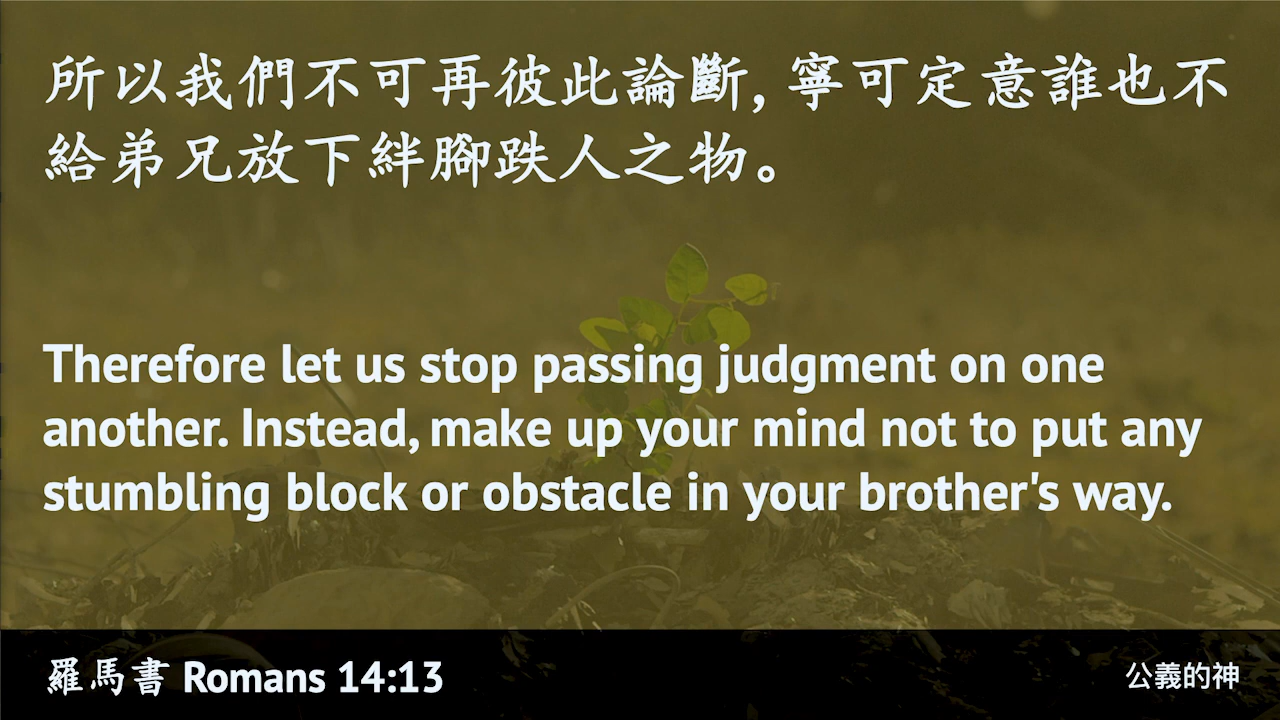 所以我們不可再彼此論斷,寧可定意誰也不
給弟兄放下絆腳跌人之物。
Therefore let us stop passing judgment on one
another. Instead, make up your mind not to put any
stumbling block or obstacle in your brother's way.
羅馬書 Romans 14:13
公義的神